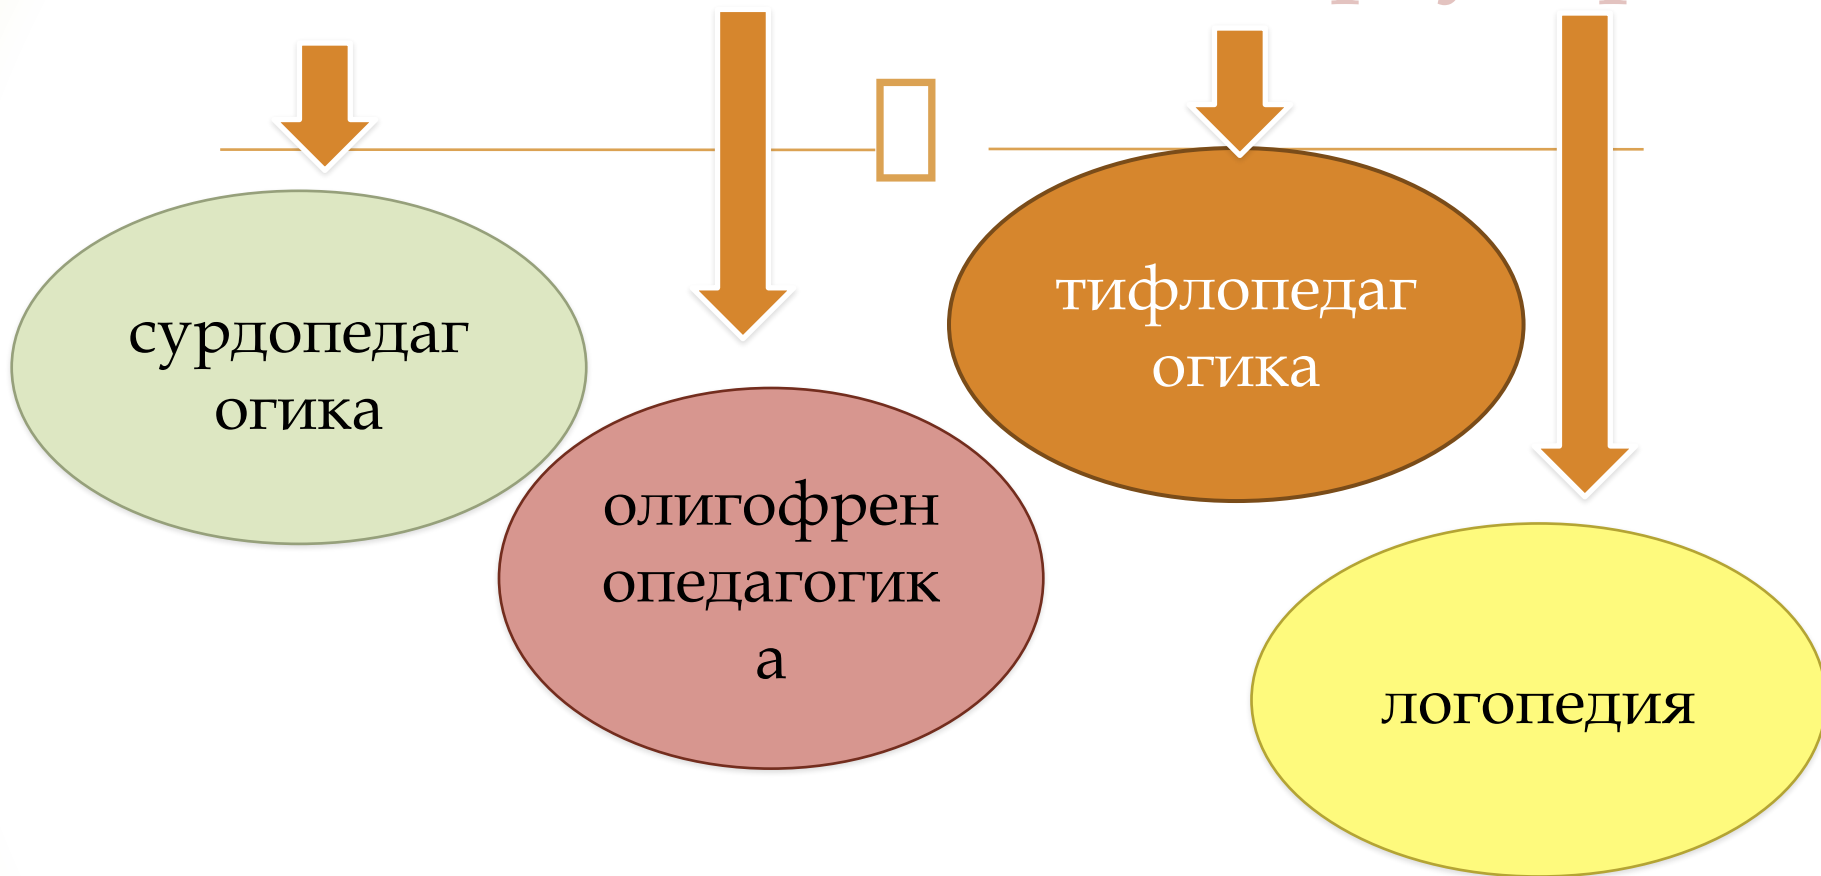 сурдопедаг
огика
олигофрен
опедагогик
а
тифлопедаг
огика
логопедия